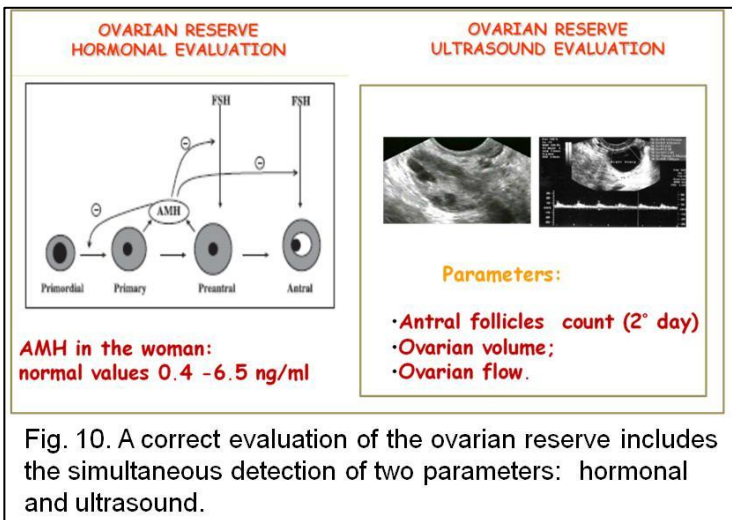 OVARIAN RESERVE
HORMONAL EVALUATION
FSH
FSH
AMH
Primordial
Primary
Preantral
Antral
AMH in the woman:
normal values 0.4 -6.5 ng/ml
OVARIAN RESERVE
ULTRASOUND EVALUATION
Parameters:
·Antral follicles count (2° day)
·Ovarian volume;
·Ovarian flow.
Fig. 10. A correct evaluation of the ovarian reserve includes
the simultaneous detection of two parameters: hormonal
and ultrasound.